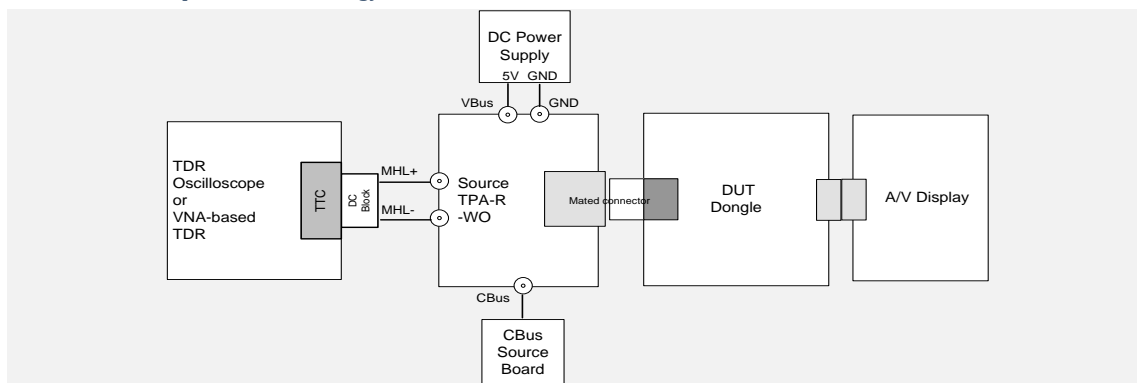 DC Power
Supply
5V GND
VBus
GND
TDR
Oscilloscope
or
VNA-based
TDR
TTC
DC
Block
MHL+
MHL-
Source
TPA-R
-WO
Mated connector
DUT
Dongle
A/V Display
CBus
CBus
Source
Board